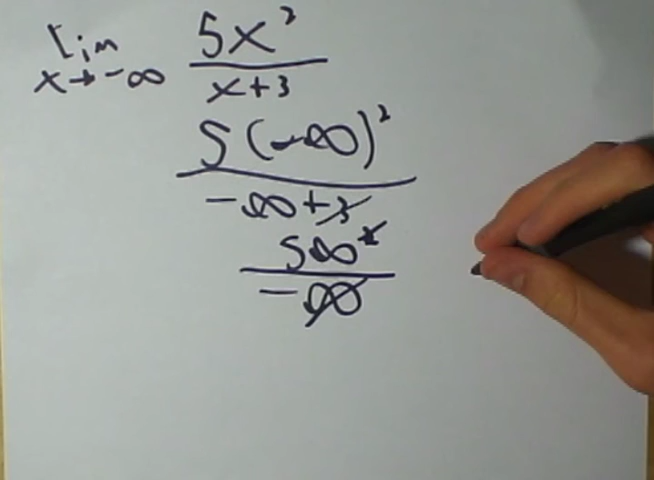 lim 5x²
x→-∞ x+3
5(-∞)²
-∞+3
5∞²
-∞